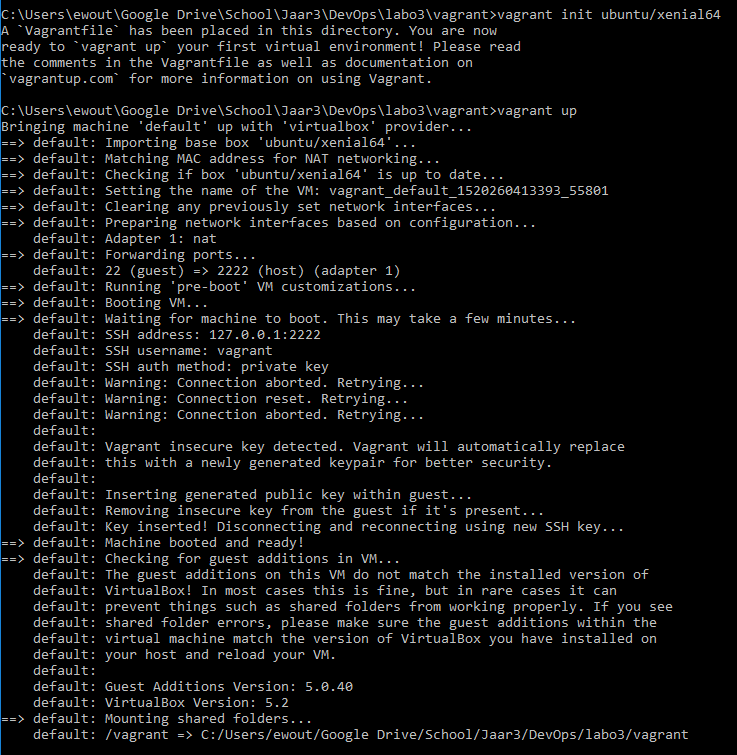 C:\Users\ewout\Google Drive\School\Jaar3\DevOps\labo3\vagrant>vagrant init ubuntu/xenial64
A `Vagrantfile` has been placed in this directory. You are now
ready to `vagrant up` your first virtual environment! Please read
the comments in the Vagrantfile as well as documentation on
`vagrantup.com` for more information on using Vagrant.

C:\Users\ewout\Google Drive\School\Jaar3\DevOps\labo3\vagrant>vagrant up
Bringing machine 'default' up with 'virtualbox' provider...
==> default: Importing base box 'ubuntu/xenial64'...
==> default: Matching MAC address for NAT networking...
==> default: Checking if box 'ubuntu/xenial64' is up to date...
==> default: Setting the name of the VM: vagrant_default_1520260413393_55801
==> default: Clearing any previously set network interfaces...
==> default: Preparing network interfaces based on configuration...
    default: Adapter 1: nat
==> default: Forwarding ports...
    default: 22 (guest) => 2222 (host) (adapter 1)
==> default: Running 'pre-boot' VM customizations...
==> default: Booting VM...
==> default: Waiting for machine to boot. This may take a few minutes...
    default: SSH address: 127.0.0.1:2222
    default: SSH username: vagrant
    default: SSH auth method: private key
    default: Warning: Connection aborted. Retrying...
    default: Warning: Connection reset. Retrying...
    default: Warning: Connection aborted. Retrying...
    default:
    default: Vagrant insecure key detected. Vagrant will automatically replace
    default: this with a newly generated keypair for better security.
    default:
    default: Inserting generated public key within guest...
    default: Removing insecure key from the guest if it's present...
    default: Key inserted! Disconnecting and reconnecting using new SSH key...
==> default: Machine booted and ready!
==> default: Checking for guest additions in VM...
    default: The guest additions on this VM do not match the installed version of
    default: VirtualBox! In most cases this is fine, but in rare cases it can
    default: prevent things such as shared folders from working properly. If you see
    default: shared folder errors, please make sure the guest additions within the
    default: virtual machine match the version of VirtualBox you have installed on
    default: your host and reload your VM.
    default:
    default: Guest Additions Version: 5.0.40
    default: VirtualBox Version: 5.2
==> default: Mounting shared folders...
    default: /vagrant => C:/Users/ewout/Google Drive/School/Jaar3/DevOps/labo3/vagrant